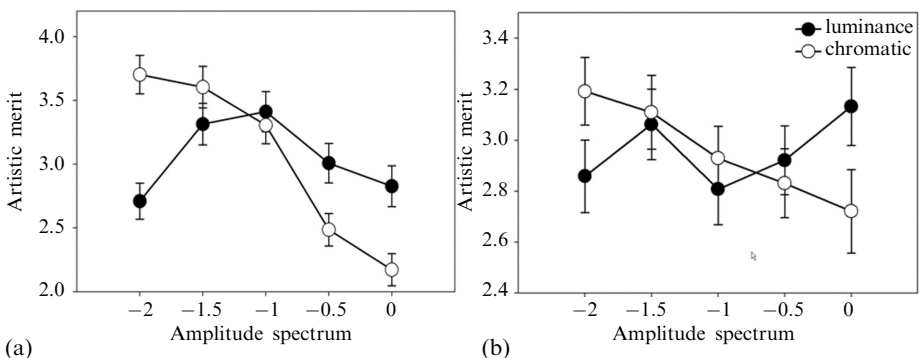 4.0
3.5
3.0
2.5
2.0
Artistic merit
−2 −1.5 −1 −0.5 0
Amplitude spectrum
(a)
luminance
chromatic
3.4
3.2
3.0
2.8
2.6
2.4
Artistic merit
−2 −1.5 −1 −0.5 0
Amplitude spectrum
(b)